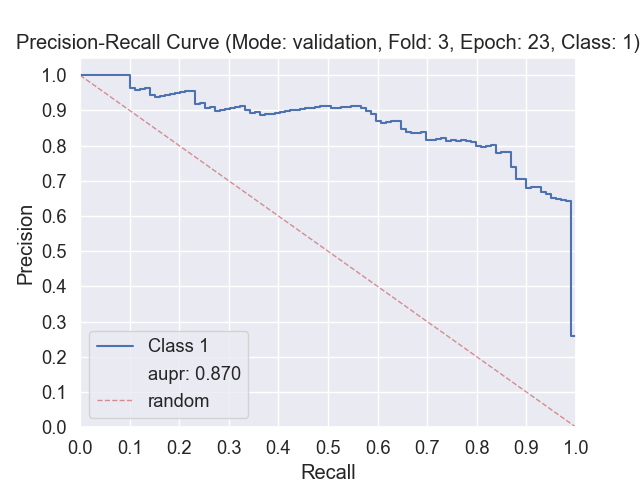 Precision-Recall Curve (Mode: validation, Fold: 3, Epoch: 23, Class: 1)
1.0
0.9
0.8
0.7
0.6
0.5
0.4
0.3
0.2
0.1
0.0
Precision
Class 1
aupr: 0.870
random
0.0 0.1 0.2 0.3 0.4 0.5 0.6 0.7 0.8 0.9 1.0
Recall